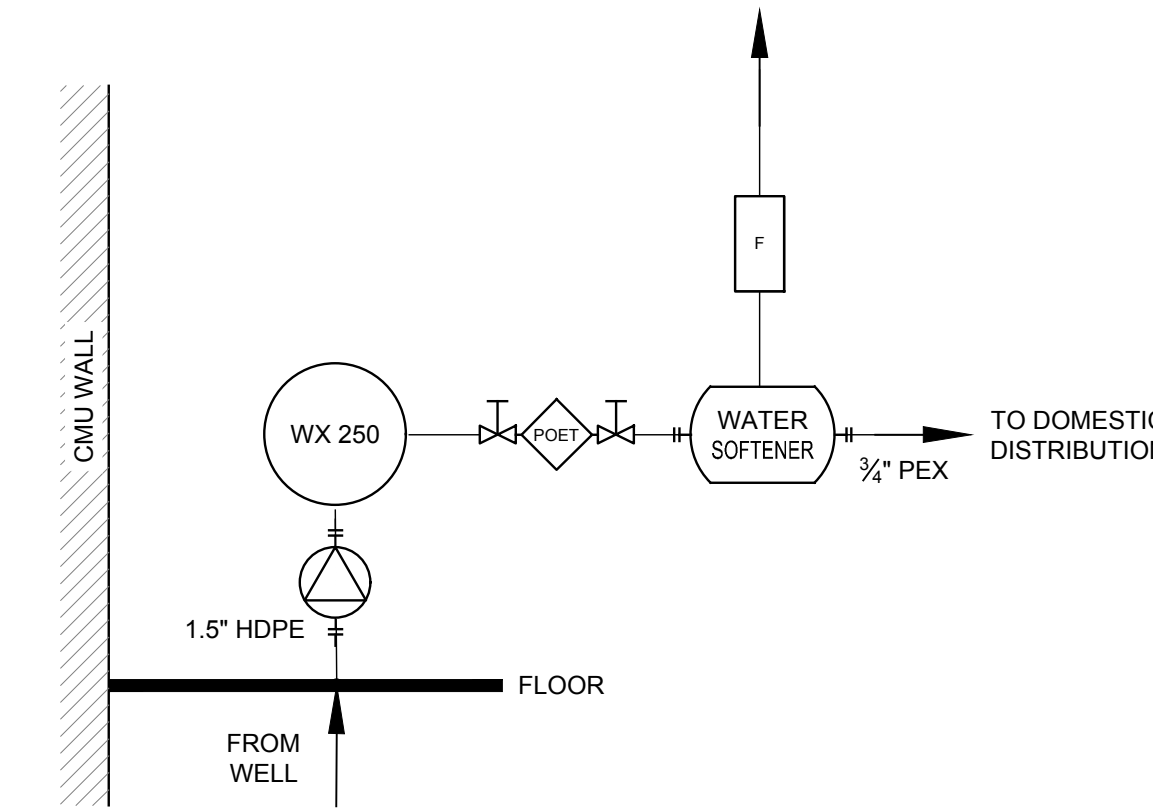 F
CMU WALL
WX 250
POET
WATER
SOFTENER
TO DOMESTIC
DISTRIBUTION
¾" PEX
1.5" HDPE
FLOOR
FROM
WELL